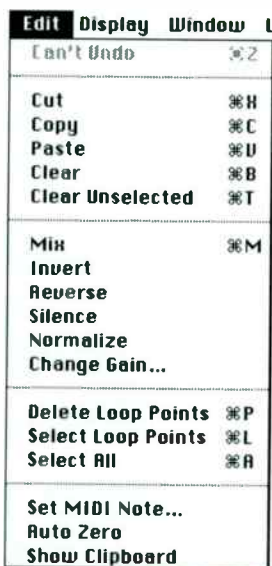 Edit Display Window
Can't Undo ⌘Z
Cut ⌘X
Copy ⌘C
Paste ⌘V
Clear ⌘B
Clear Unselected ⌘T
Mix ⌘M
Invert
Reverse
Silence
Normalize
Change Gain...
Delete Loop Points ⌘P
Select Loop Points ⌘L
Select All ⌘A
Set MIDI Note...
Auto Zero
Show Clipboard